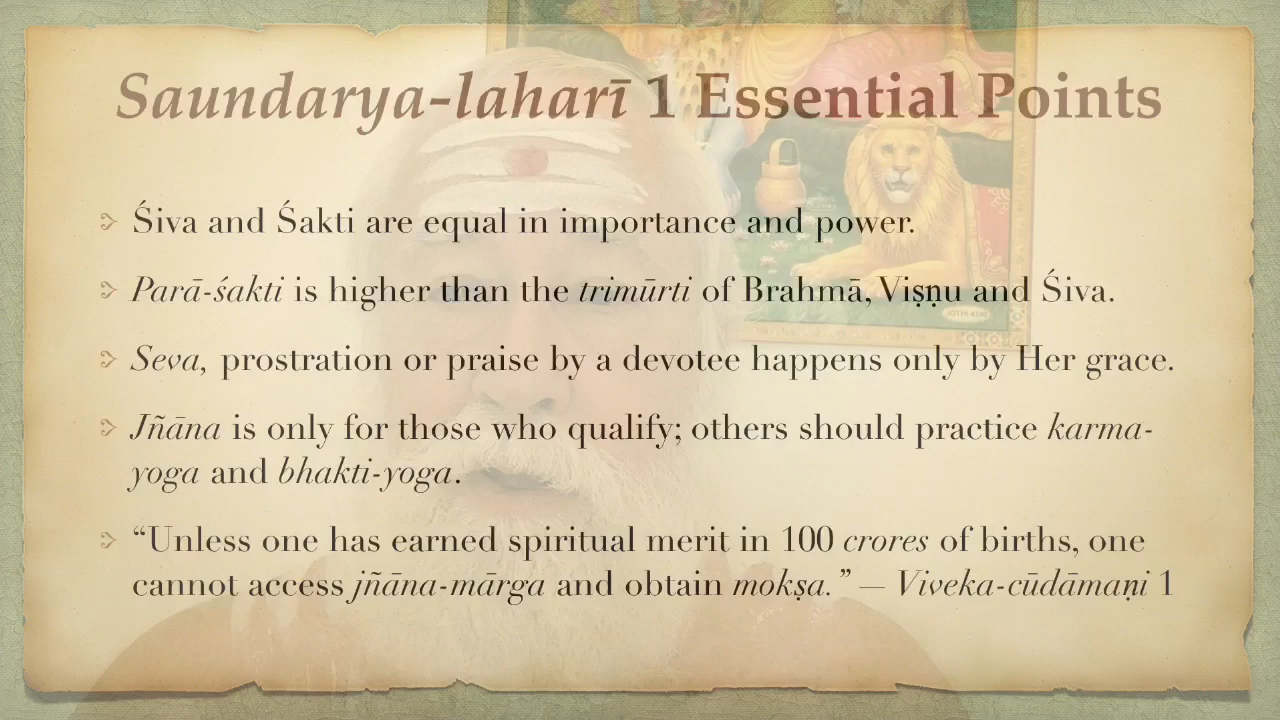 Saundarya-laharī 1 Essential Points
Śiva and Śakti are equal in importance and power.
Parā-śakti is higher than the trimūrti of Brahmā, Viṣṇu and Śiva.
Seva, prostration or praise by a devotee happens only by Her grace.
Jñāna is only for those who qualify; others should practice karma-
yoga and bhakti-yoga.
“Unless one has earned spiritual merit in 100 crores of births, one
cannot access jñāna-mārga and obtain mokṣa.” — Viveka-cūdāmaṇi 1